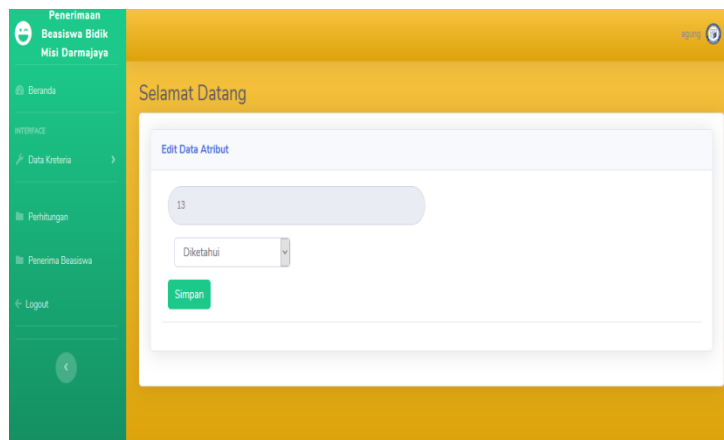 Penerimaan
Beasiswa Bidik
Misi Darmajaya
agung
Beranda
Selamat Datang
INTERFACE
Data Kreteria
Edit Data Atribut
13
Perhitungan
Diketahui
Penerima Beasiswa
Simpan
Logout